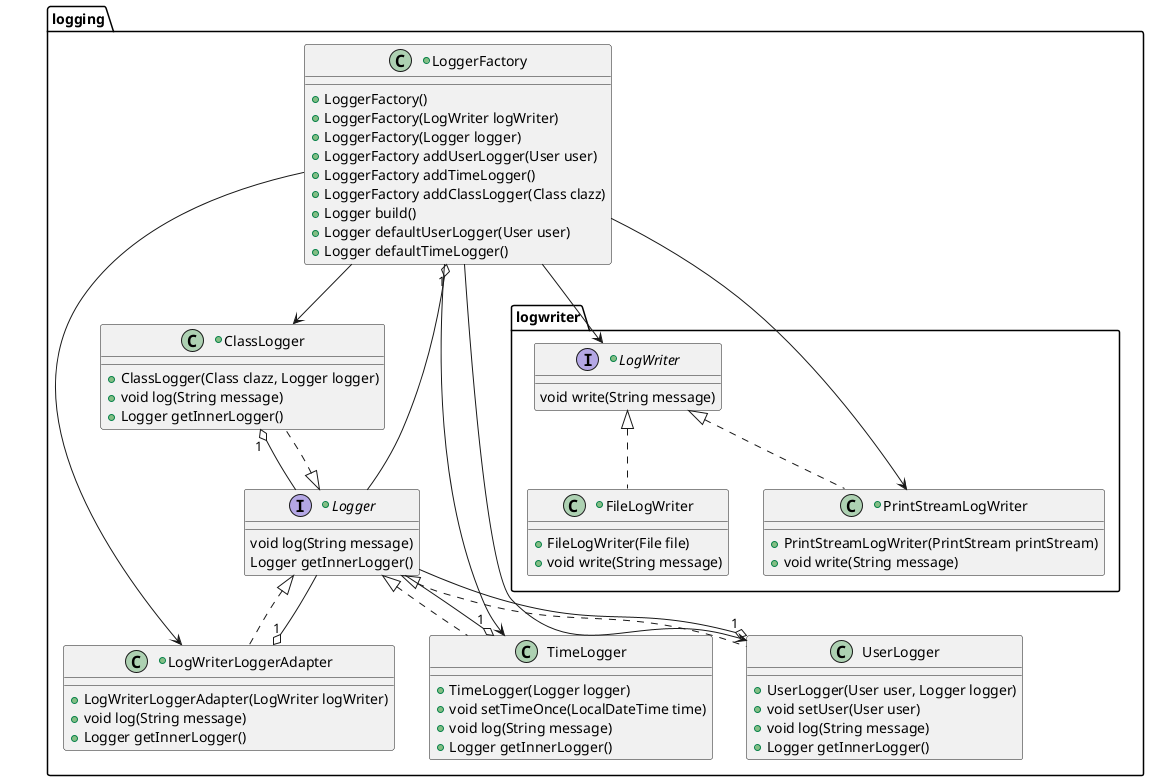 logging
C LoggerFactory
LoggerFactory()
LoggerFactory(LogWriter logWriter)
LoggerFactory(Logger logger)
LoggerFactory addUserLogger(User user)
LoggerFactory addTimeLogger()
LoggerFactory addClassLogger(Class clazz)
Logger build()
Logger defaultUserLogger(User user)
Logger defaultTimeLogger()
1
logwriter
C ClassLogger
ClassLogger(Class clazz, Logger logger)
void log(String message)
Logger getInnerLogger()
1
I LogWriter
void write(String message)
I Logger
void log(String message)
Logger getInnerLogger()
C FileLogWriter
FileLogWriter(File file)
void write(String message)
C PrintStreamLogWriter
PrintStreamLogWriter(PrintStream printStream)
void write(String message)
1
1
1
C LogWriterLoggerAdapter
LogWriterLoggerAdapter(LogWriter logWriter)
void log(String message)
Logger getInnerLogger()
C TimeLogger
TimeLogger(Logger logger)
void setTimeOnce(LocalDateTime time)
void log(String message)
Logger getInnerLogger()
C UserLogger
UserLogger(User user, Logger logger)
void setUser(User user)
void log(String message)
Logger getInnerLogger()